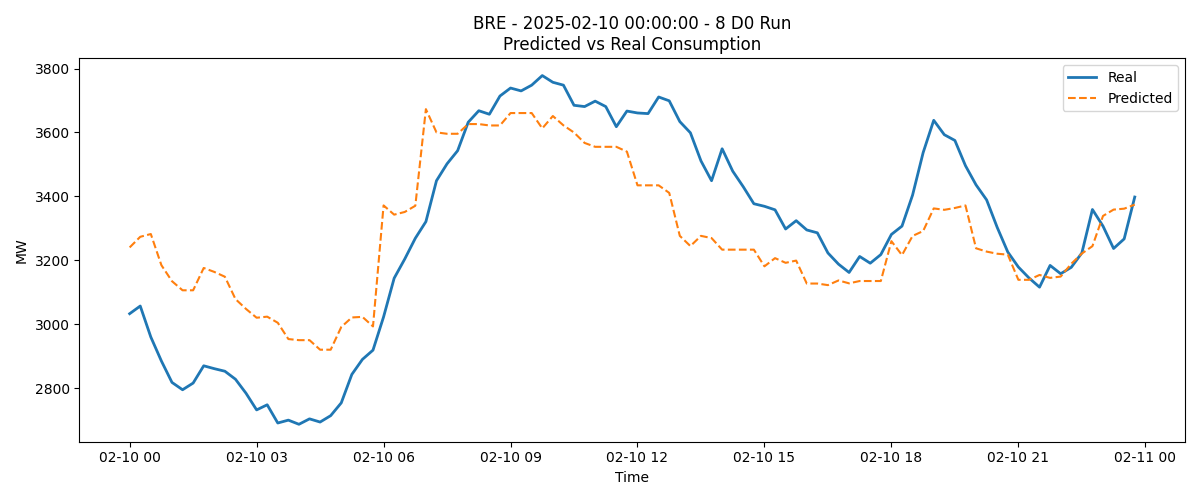 BRE - 2025-02-10 00:00:00 - 8 D0 Run
Predicted vs Real Consumption
Real
Predicted
MW
3800
3600
3400
3200
3000
2800
02-10 00
02-10 03
02-10 06
02-10 09
02-10 12
02-10 15
02-10 18
02-10 21
02-11 00
Time